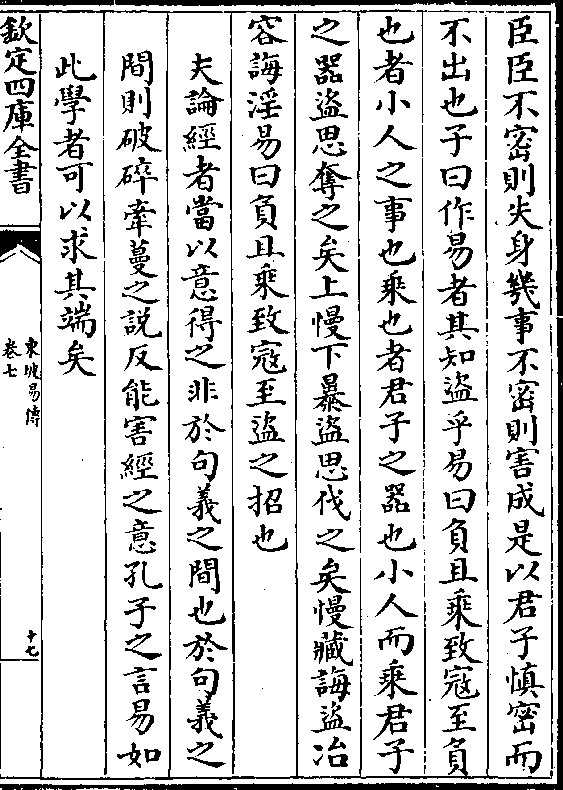 臣臣不密則失身幾事不密則害成是以君子慎密而
不出也子曰作易者其知盜乎易曰負且乘致寇至負
也者小人之事也乘也者君子之器也小人而乘君子
之器盜思奪之矣上慢下暴盜思伐之矣慢藏誨盜冶
容誨淫易曰負且乘致寇至盜之招也
夫論經者當以意得之非於句義之間也於句義之
間則破碎牽蔓之說反能害經之意孔子之言易如
此學者可以求其端矣
欽定四庫全書
東坡易傳
卷七
十七